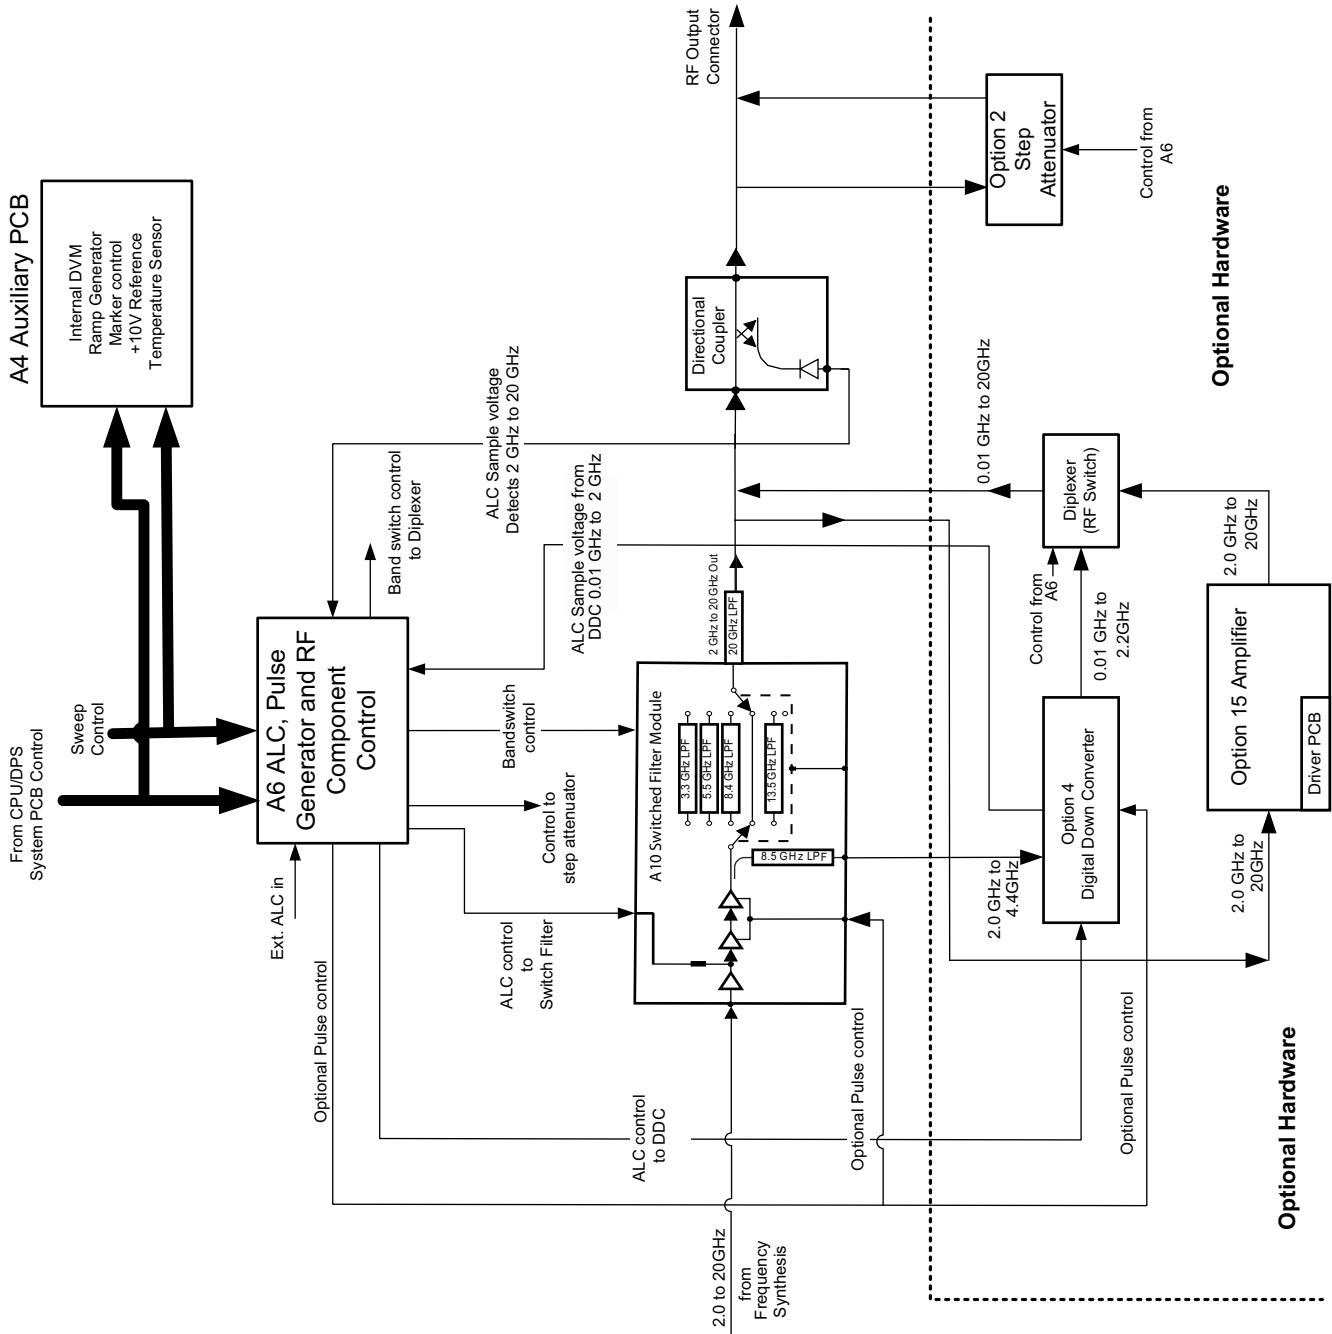 A4 Auxiliary PCB
Internal DVM
Ramp Generator
Marker control
+10V Reference
Temperature Sensor
From CPU/DPS
System PCB Control
Sweep
Control
A6 ALC, Pulse
Generator and RF
Component
Control
Ext. ALC in
Band switch control
to Diplexer
ALC Sample voltage
Detects 2 GHz to 20 GHz
ALC Sample voltage from
DDC 0.01 GHz to 2 GHz
Bandswitch
control
Control to
step attenuator
ALC control
to
Switch Filter
Optional Pulse control
ALC control
to DDC
A10 Switched Filter Module
3.3 GHz LPF
5.5 GHz LPF
8.4 GHz LPF
13.5 GHz LPF
8.5 GHz LPF
2 GHz to 20 GHz Out
20 GHz LPF
Directional
Coupler
RF Output
Connector
2.0 to 20GHz
from
Frequency
Synthesis
Optional Pulse control
Option 2
Step
Attenuator
Control from
A6
Optional Hardware
0.01 GHz to 20GHz
Diplexer
(RF Switch)
Control from
A6
0.01 GHz to
2.2GHz
2.0 GHz to
20GHz
Option 4
Digital Down Converter
2.0 GHz to
4.4GHz
Option 15 Amplifier
Driver PCB
2.0 GHz to
20GHz
Optional Pulse control
Optional Hardware